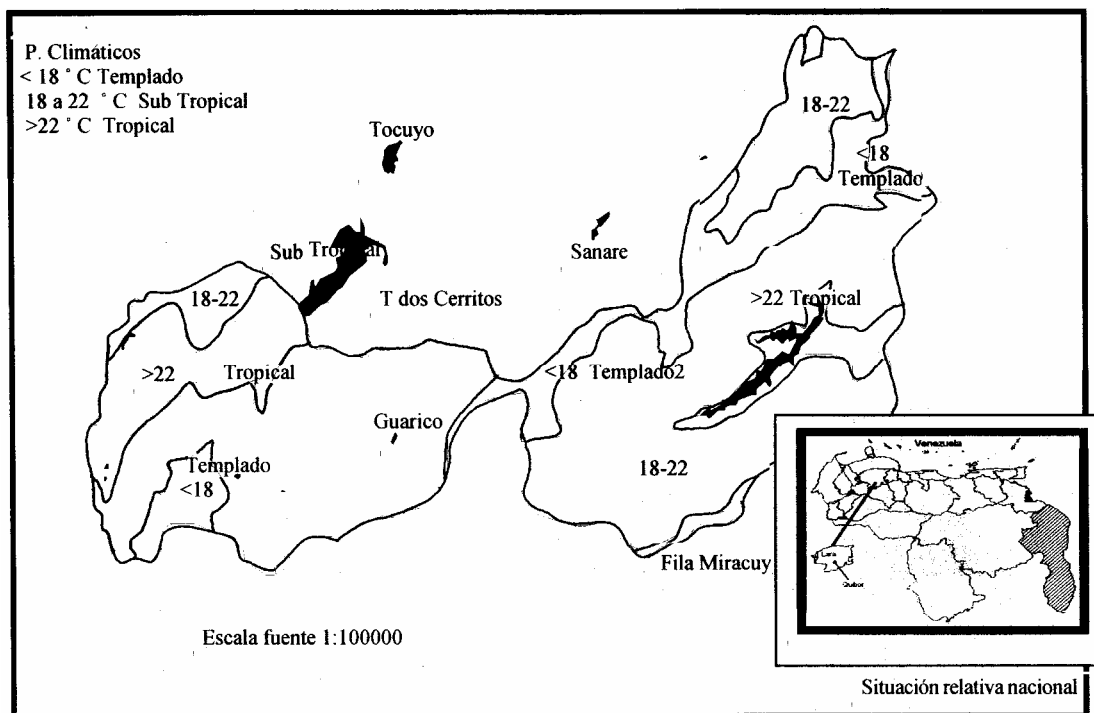 P. Climáticos
< 18 ° C Templado
18 a 22 ° C Sub Tropical
>22 ° C Tropical
Tocuyo
18-22
<18
Templado
Sanare
Sub Tropical
18-22
T dos Cerritos
>22 Tropical
>22 Tropical
<18 Templado2
Guarico
Templado
<18
18-22
Fila Miracuy
Venezuela
Lara
Quibor
Escala fuente 1:100000
Situación relativa nacional